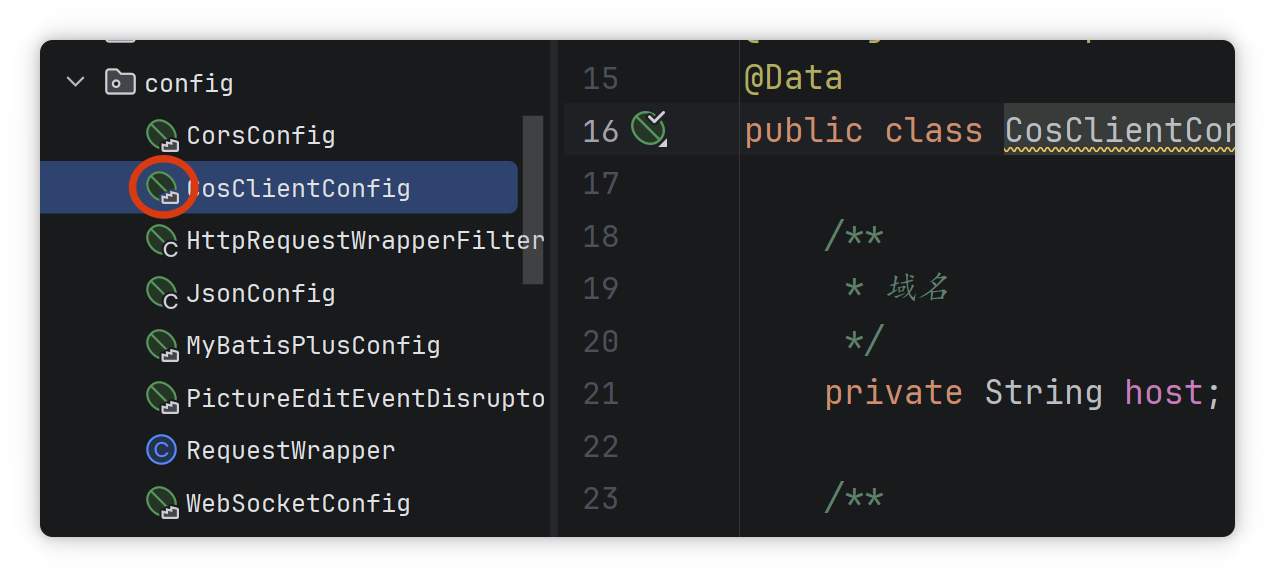 config
CorsConfig
CosClientConfig
HttpRequestWrapperFilter
JsonConfig
MyBatisPlusConfig
PictureEditEventDisrupto
RequestWrapper
WebSocketConfig
15 @Data
16 public class CosClientCon
17
18 /**
19 * 域名
20 */
21 private String host;
22
23 /**